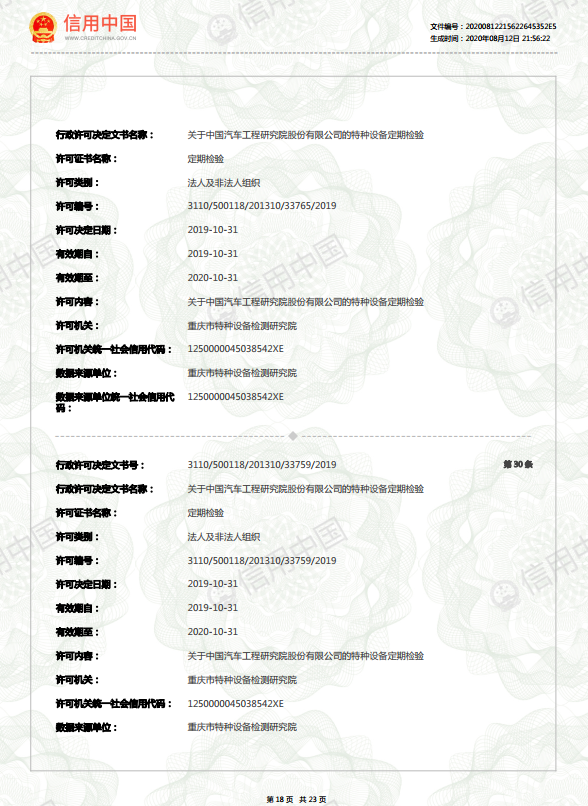 信用中国
WWW.CREDITCHINA.GOV.CN
文件编号：2020081221562264535​2E5
生成时间：2020年08月12日 21:56:22
行政许可决定文书名称： 关于中国汽车工程研究院股份有限公司的特种设备定期检验
许可证书名称： 定期检验
许可类别： 法人及非法人组织
许可编号： 3110/500118/201310/33765/2019
许可决定日期： 2019-10-31
有效期自： 2019-10-31
有效期至： 2020-10-31
许可内容： 关于中国汽车工程研究院股份有限公司的特种设备定期检验
许可机关： 重庆市特种设备检测研究院
许可机关统一社会信用代码： 1250000045038542XE
数据来源单位： 重庆市特种设备检测研究院
数据来源单位统一社会信用代 1250000045038542XE
码：
行政许可决定文书号： 3110/500118/201310/33759/2019 第 30 条
行政许可决定文书名称： 关于中国汽车工程研究院股份有限公司的特种设备定期检验
许可证书名称： 定期检验
许可类别： 法人及非法人组织
许可编号： 3110/500118/201310/33759/2019
许可决定日期： 2019-10-31
有效期自： 2019-10-31
有效期至： 2020-10-31
许可内容： 关于中国汽车工程研究院股份有限公司的特种设备定期检验
许可机关： 重庆市特种设备检测研究院
许可机关统一社会信用代码： 1250000045038542XE
数据来源单位： 重庆市特种设备检测研究院
第 18 页 共 23 页